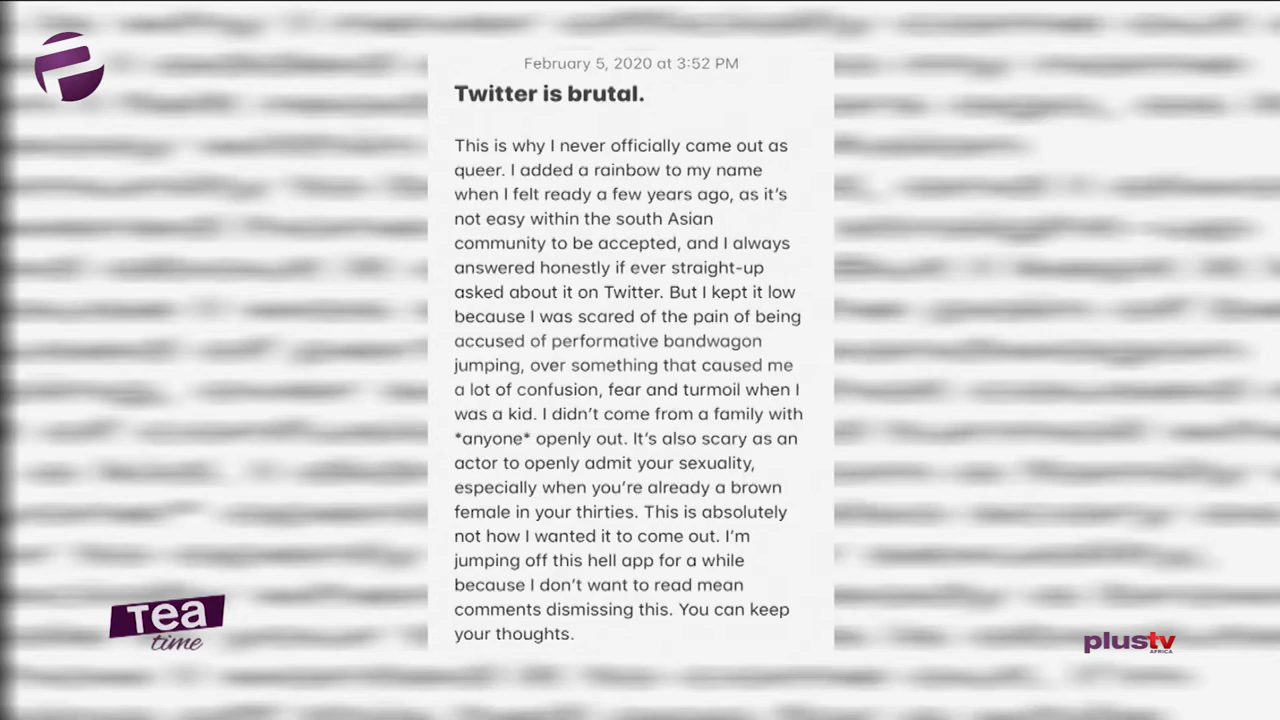 February 5, 2020 at 3:52 PM
Twitter is brutal.
This is why I never officially came out as
queer. I added a rainbow to my name
when I felt ready a few years ago, as it's
not easy within the south Asian
community to be accepted, and I always
answered honestly if ever straight-up
asked about it on Twitter. But I kept it low
because I was scared of the pain of being
accused of performative bandwagon
jumping, over something that caused me
a lot of confusion, fear and turmoil when I
was a kid. I didn't come from a family with
*anyone* openly out. It's also scary as an
actor to openly admit your sexuality,
especially when you're already a brown
female in your thirties. This is absolutely
not how I wanted it to come out. I'm
jumping off this hell app for a while
because I don't want to read mean
comments dismissing this. You can keep
your thoughts.
Tea
time
plustv
AFRICA